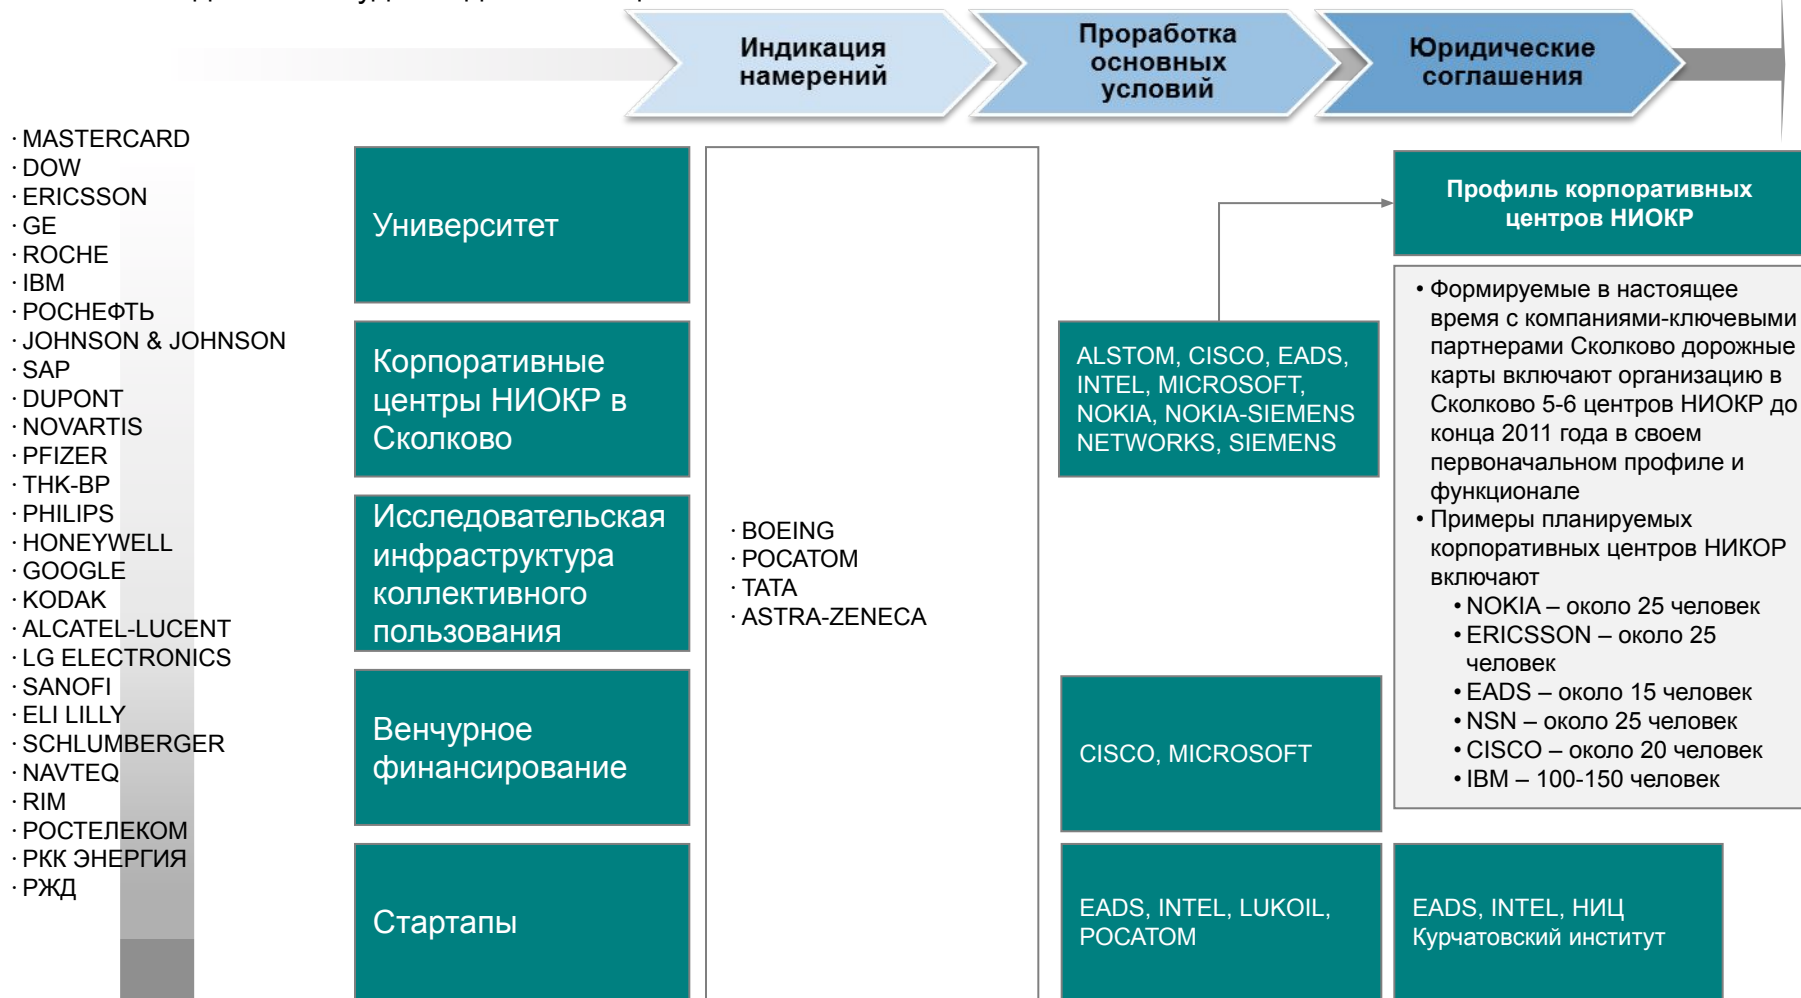 Индикация
намерений
Проработка
основных
условий
Юридические
соглашения
· MASTERCARD
· DOW
· ERICSSON
· GE
· ROCHE
· IBM
· РОСНЕФТЬ
· JOHNSON & JOHNSON
· SAP
· DUPONT
· NOVARTIS
· PFIZER
· ТНК-BP
· PHILIPS
· HONEYWELL
· GOOGLE
· KODAK
· ALCATEL-LUCENT
· LG ELECTRONICS
· SANOFI
· ELI LILLY
· SCHLUMBERGER
· NAVTEQ
· RIM
· РОСТЕЛЕКОМ
· РКК ЭНЕРГИЯ
· РЖД
Университет
Корпоративные
центры НИОКР в
Сколково
Исследовательская
инфраструктура
коллективного
пользования
Венчурное
финансирование
Стартапы
· BOEING
· РОСАТОМ
· TATA
· ASTRA-ZENECA
ALSTOM, CISCO, EADS,
INTEL, MICROSOFT,
NOKIA, NOKIA-SIEMENS
NETWORKS, SIEMENS
CISCO, MICROSOFT
EADS, INTEL, LUKOIL,
РОСАТОМ
Профиль корпоративных
центров НИОКР
• Формируемые в настоящее
время с компаниями-ключевыми
партнерами Сколково дорожные
карты включают организацию в
Сколково 5-6 центров НИОКР до
конца 2011 года в своем
первоначальном профиле и
функционале
• Примеры планируемых
корпоративных центров НИКОР
включают
• NOKIA – около 25 человек
• ERICSSON – около 25
человек
• EADS – около 15 человек
• NSN – около 25 человек
• CISCO – около 20 человек
• IBM – 100-150 человек
EADS, INTEL, НИЦ
Курчатовский институт